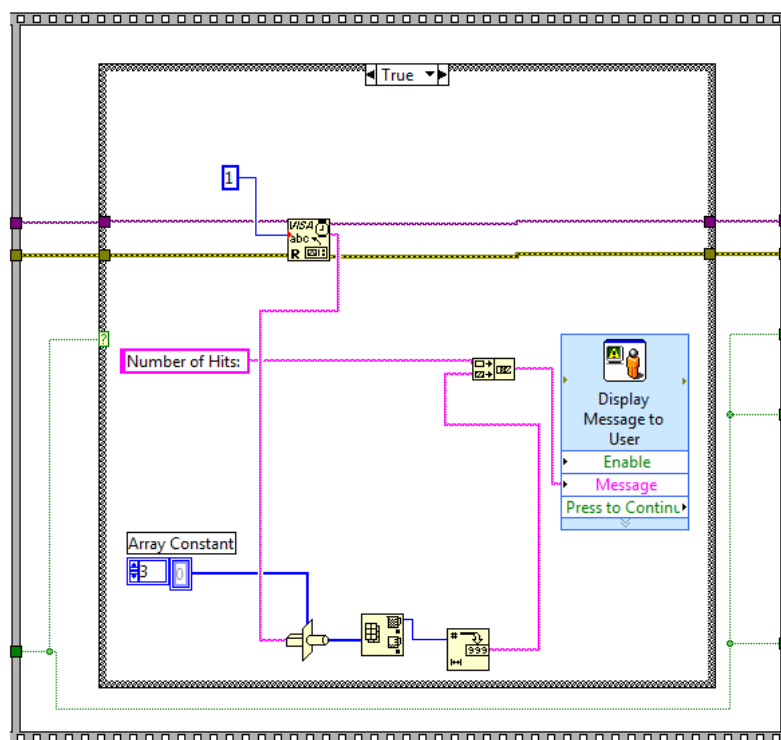 True
1
VISA
abc
R
Number of Hits:
Display
Message to
User
Enable
Message
Press to Continu
Array Constant
3
0
#
999